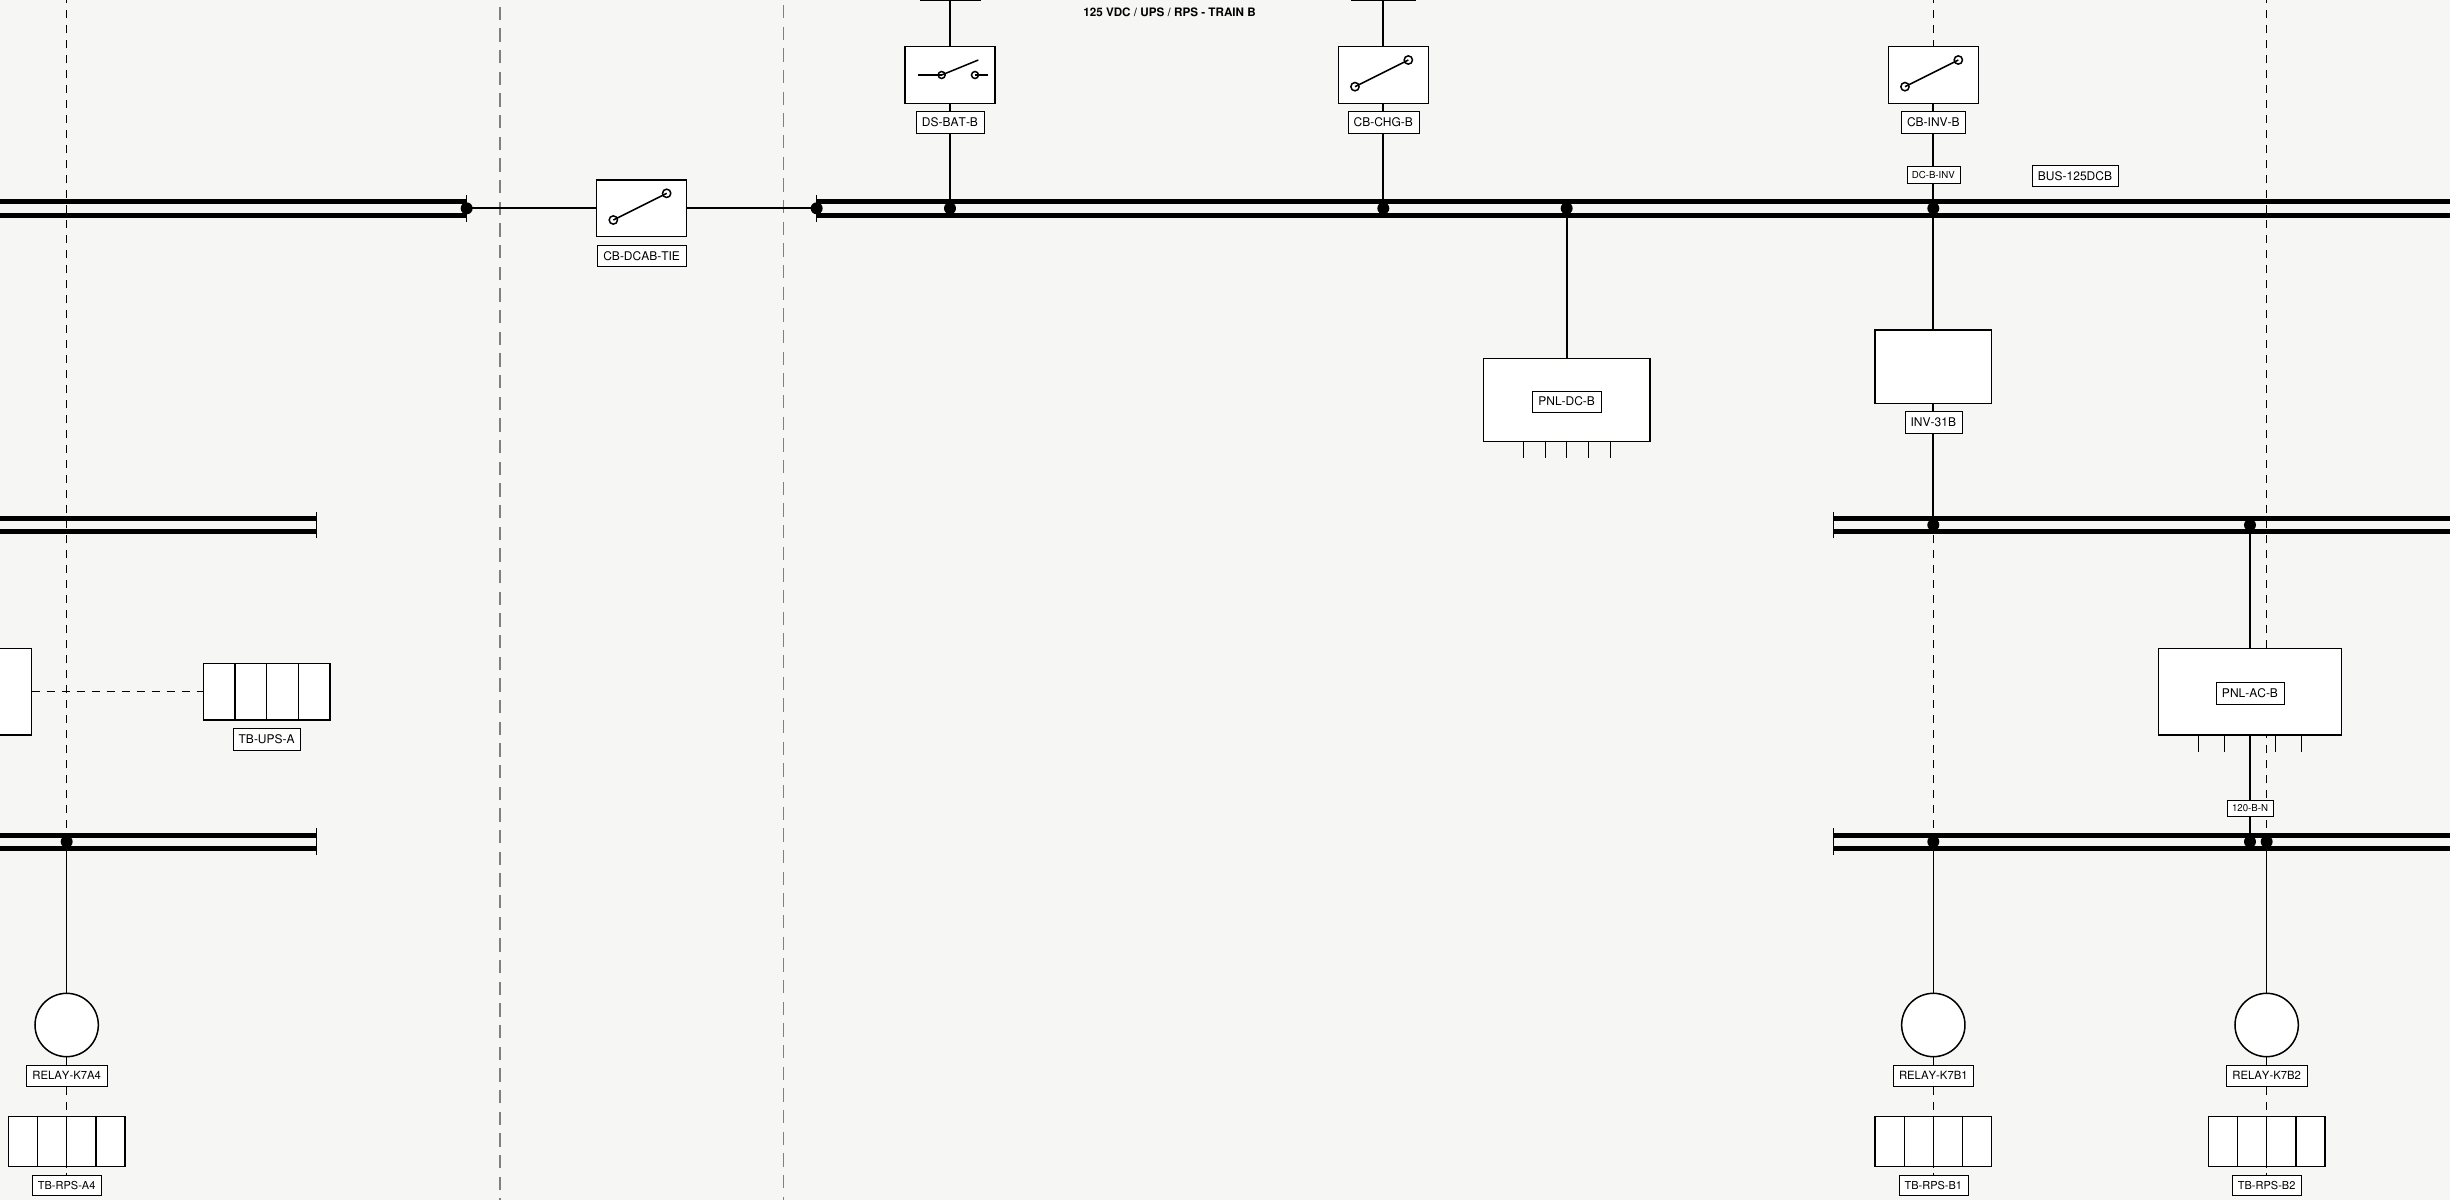 125 VDC / UPS / RPS - TRAIN B
DS-BAT-B
CB-CHG-B
CB-INV-B
DC-B-INV
BUS-125DCB
CB-DCAB-TIE
PNL-DC-B
INV-31B
PNL-AC-B
TB-UPS-A
120-B-N
RELAY-K7A4
RELAY-K7B1
RELAY-K7B2
TB-RPS-A4
TB-RPS-B1
TB-RPS-B2